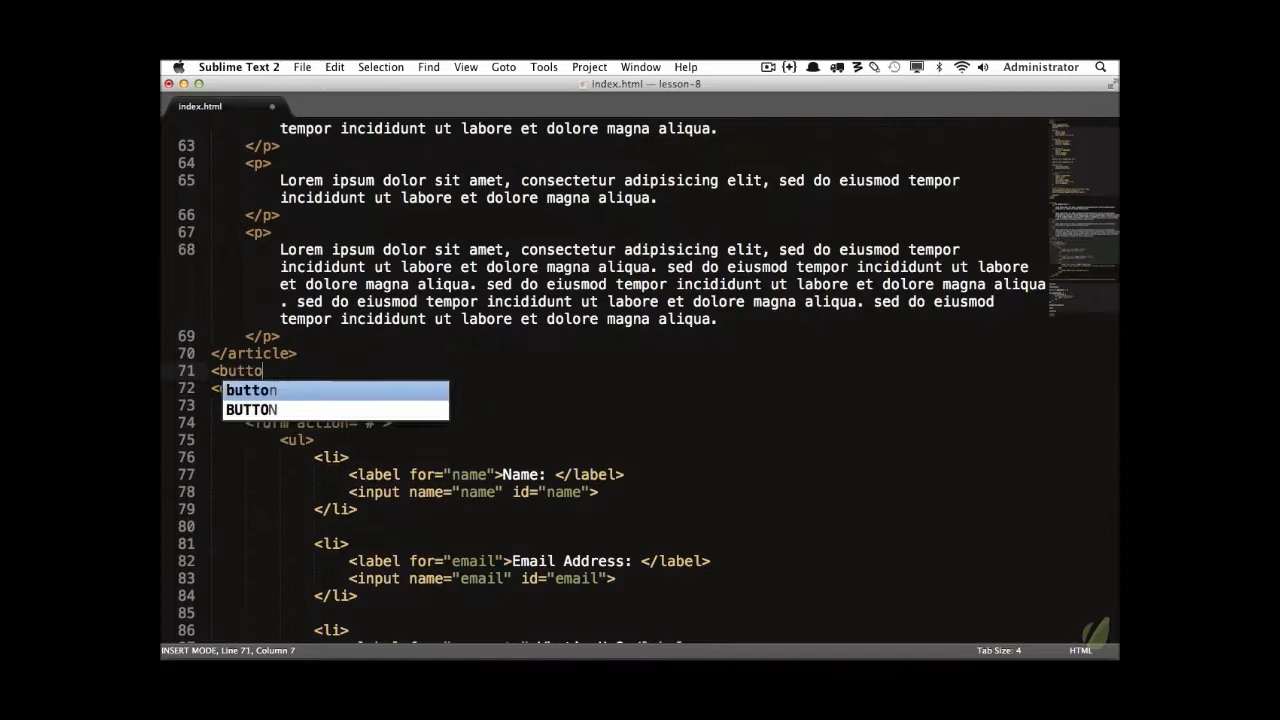 Sublime Text 2 File Edit Selection Find View Goto Tools Project Window Help Administrator
index.html — lesson-8
index.html
tempor incididunt ut labore et dolore magna aliqua.
63 </p>
64 <p>
65 Lorem ipsum dolor sit amet, consectetur adipisicing elit, sed do eiusmod tempor
incididunt ut labore et dolore magna aliqua.
66 </p>
67 <p>
68 Lorem ipsum dolor sit amet, consectetur adipisicing elit, sed do eiusmod tempor
incididunt ut labore et dolore magna aliqua. sed do eiusmod tempor incididunt ut labore
et dolore magna aliqua. sed do eiusmod tempor incididunt ut labore et dolore magna aliqua
. sed do eiusmod tempor incididunt ut labore et dolore magna aliqua. sed do eiusmod
tempor incididunt ut labore et dolore magna aliqua.
69 </p>
70 </article>
71 <butto
button
BUTTON
72 <
73
74 <form action="#">
75 <ul>
76 <li>
77 <label for="name">Name: </label>
78 <input name="name" id="name">
79 </li>
80
81 <li>
82 <label for="email">Email Address: </label>
83 <input name="email" id="email">
84 </li>
85
86 <li>
INSERT MODE, Line 71, Column 7 Tab Size: 4 HTML